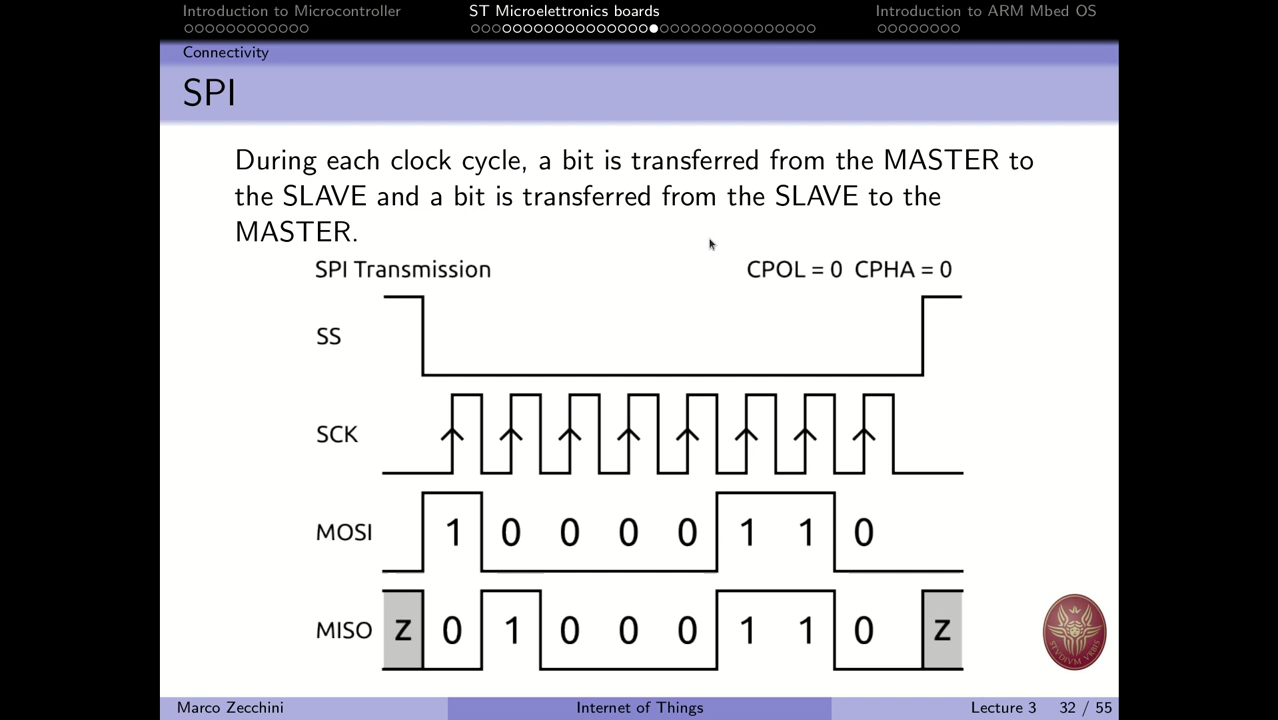 Introduction to Microcontroller ST Microelettronics boards Introduction to ARM Mbed OS
Connectivity
SPI
During each clock cycle, a bit is transferred from the MASTER to
the SLAVE and a bit is transferred from the SLAVE to the
MASTER.
SPI Transmission CPOL = 0 CPHA = 0
SS
SCK
MOSI 1 0 0 0 0 1 1 0
MISO Z 0 1 0 0 0 1 1 0 Z
STVDIVM VRBIS
Marco Zecchini Internet of Things Lecture 3 32 / 55